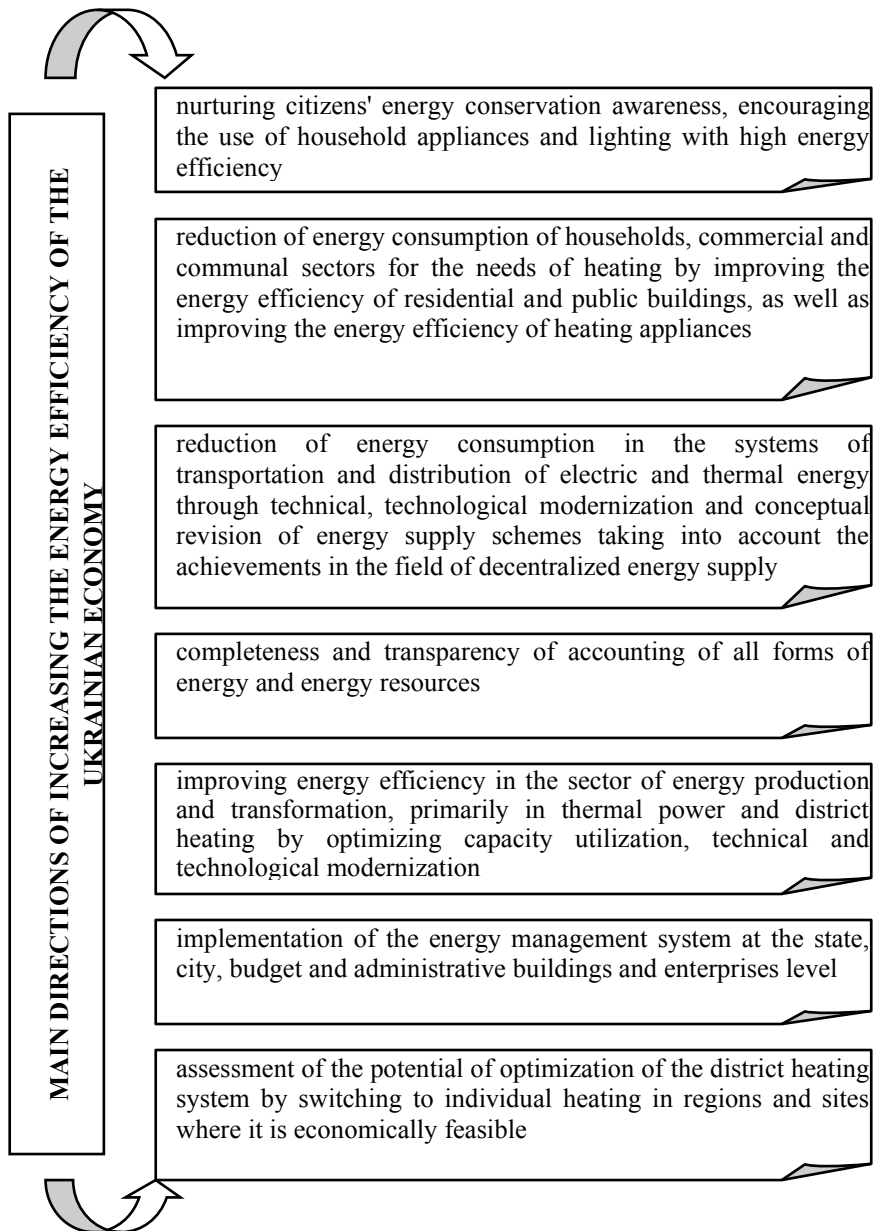 MAIN DIRECTIONS OF INCREASING THE ENERGY EFFICIENCY OF THE
UKRAINIAN ECONOMY
nurturing citizens' energy conservation awareness, encouraging
the use of household appliances and lighting with high energy
efficiency
reduction of energy consumption of households, commercial and
communal sectors for the needs of heating by improving the
energy efficiency of residential and public buildings, as well as
improving the energy efficiency of heating appliances
reduction of energy consumption in the systems of
transportation and distribution of electric and thermal energy
through technical, technological modernization and conceptual
revision of energy supply schemes taking into account the
achievements in the field of decentralized energy supply
completeness and transparency of accounting of all forms of
energy and energy resources
improving energy efficiency in the sector of energy production
and transformation, primarily in thermal power and district
heating by optimizing capacity utilization, technical and
technological modernization
implementation of the energy management system at the state,
city, budget and administrative buildings and enterprises level
assessment of the potential of optimization of the district heating
system by switching to individual heating in regions and sites
where it is economically feasible